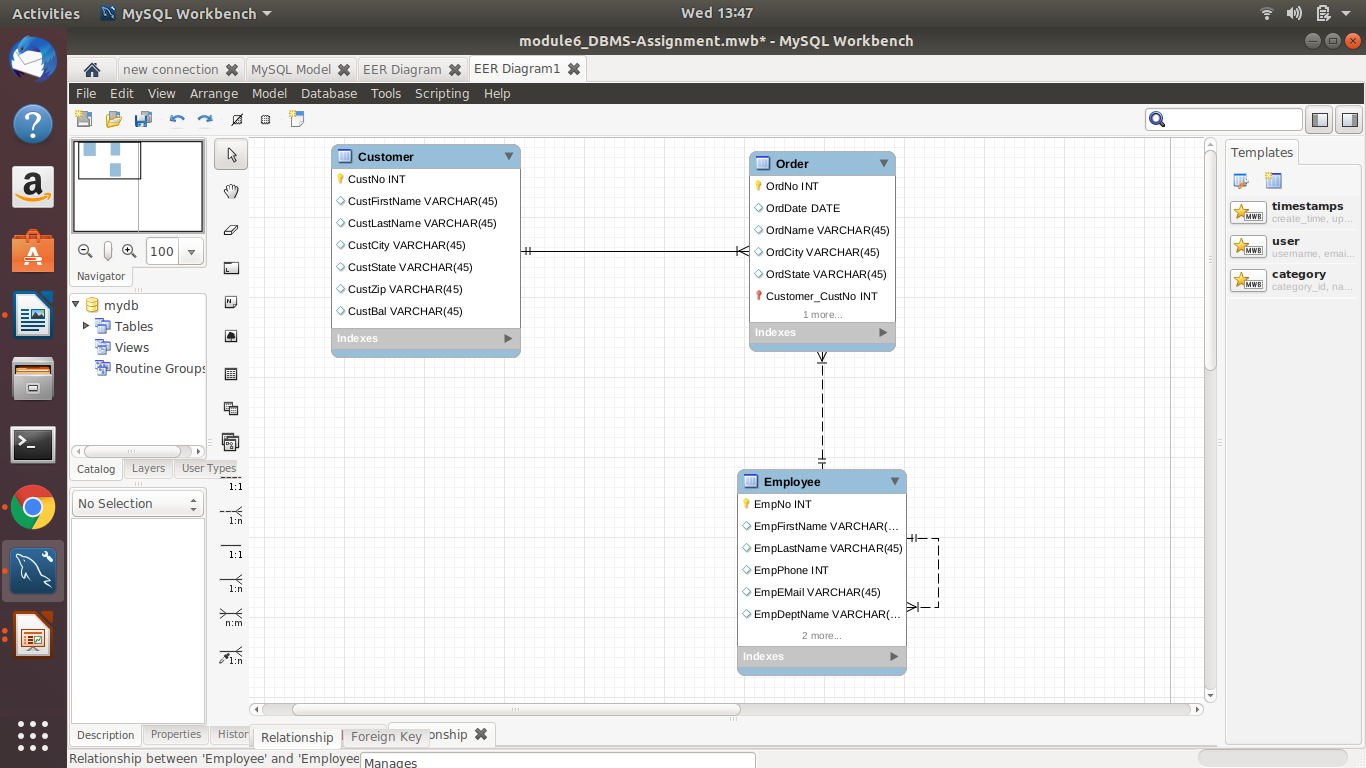 Activities MySQL Workbench Wed 13:47
module6_DBMS-Assignment.mwb* - MySQL Workbench
new connection MySQL Model EER Diagram EER Diagram1
File Edit View Arrange Model Database Tools Scripting Help
100
Navigator
mydb
Tables
Views
Routine Groups
Catalog Layers User Types
No Selection
Description Properties Histor
1:1
1:n
1:1
1:n
n:m
1:n
Customer
CustNo INT
CustFirstName VARCHAR(45)
CustLastName VARCHAR(45)
CustCity VARCHAR(45)
CustState VARCHAR(45)
CustZip VARCHAR(45)
CustBal VARCHAR(45)
Indexes
Order
OrdNo INT
OrdDate DATE
OrdName VARCHAR(45)
OrdCity VARCHAR(45)
OrdState VARCHAR(45)
Customer_CustNo INT
1 more...
Indexes
Employee
EmpNo INT
EmpFirstName VARCHAR(...
EmpLastName VARCHAR(45)
EmpPhone INT
EmpEMail VARCHAR(45)
EmpDeptName VARCHAR(...
2 more...
Indexes
Templates
timestamps
create_time, up...
user
username, emai...
category
category_id, na...
Relationship Foreign Key onship
Relationship between 'Employee' and 'Employee
Manages